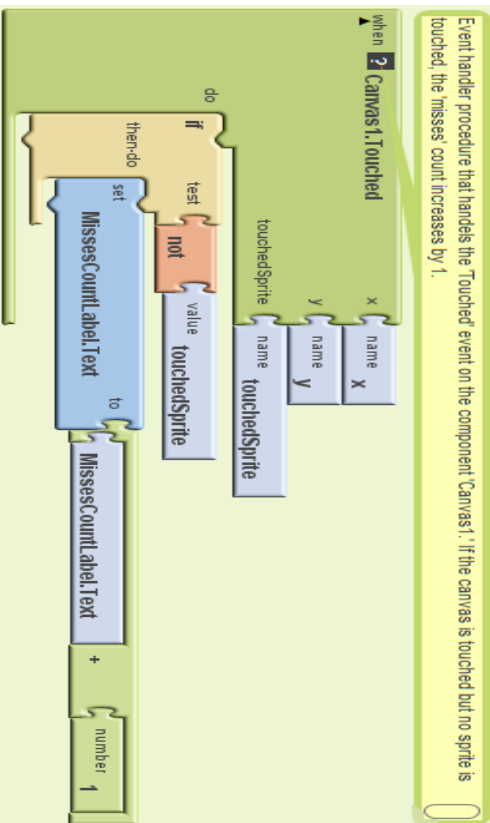 Event handler procedure that handels the 'Touched' event on the component 'Canvas1.' If the canvas is touched but no sprite is
touched, the 'misses' count increases by 1.
when ? Canvas1.Touched
x name x
y name y
touchedSprite name touchedSprite
do
if test not value touchedSprite
then-do
set MissesCountLabel.Text to MissesCountLabel.Text + number 1